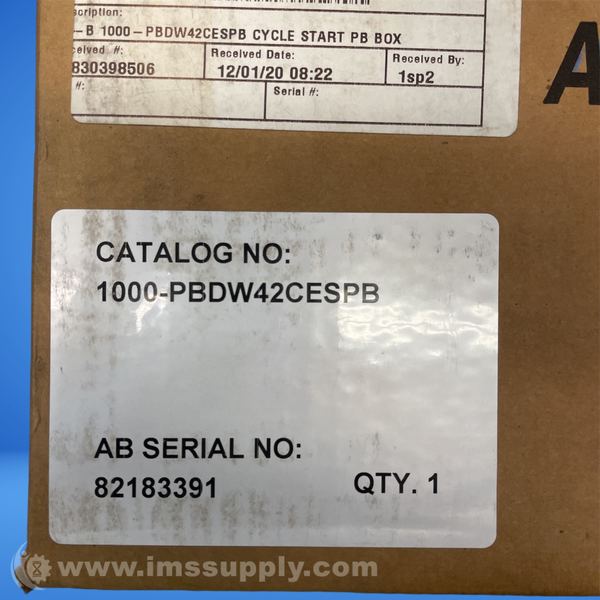 scription:
-B 1000-PBDW42CESPB CYCLE START PB BOX
ceived #:
Received Date:
Received By:
830398506
12/01/20 08:22
1sp2
#:
Serial #:
A
CATALOG NO:
1000-PBDW42CESPB
AB SERIAL NO:
82183391
QTY. 1
www.imssupply.com